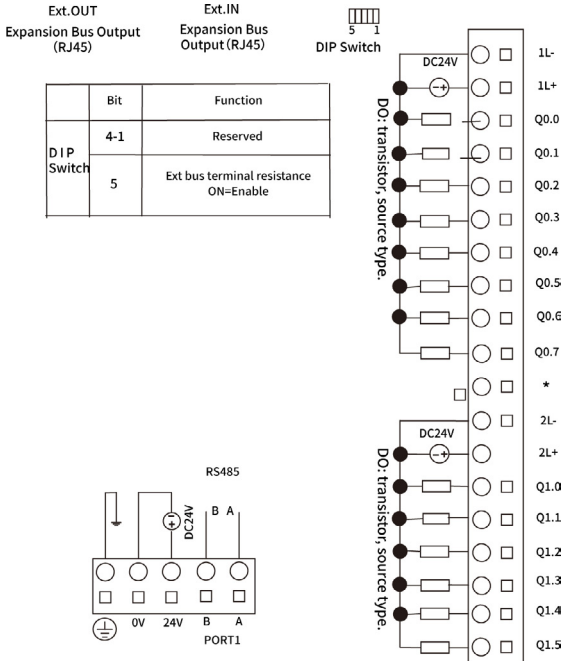 Ext.OUT
Expansion Bus Output
(RJ45)
Ext.IN
Expansion Bus
Output (RJ45)
5 1
DIP Switch
Bit Function
DIP
Switch
4-1 Reserved
5 Ext bus terminal resistance
ON=Enable
DC24V
DO: transistor, source type.
1L-
1L+
Q0.0
Q0.1
Q0.2
Q0.3
Q0.4
Q0.5
Q0.6
Q0.7
*
DC24V
DO: transistor, source type.
2L-
2L+
Q1.0
Q1.1
Q1.2
Q1.3
Q1.4
Q1.5
RS485
DC24V
B A
0V 24V B A
PORT1